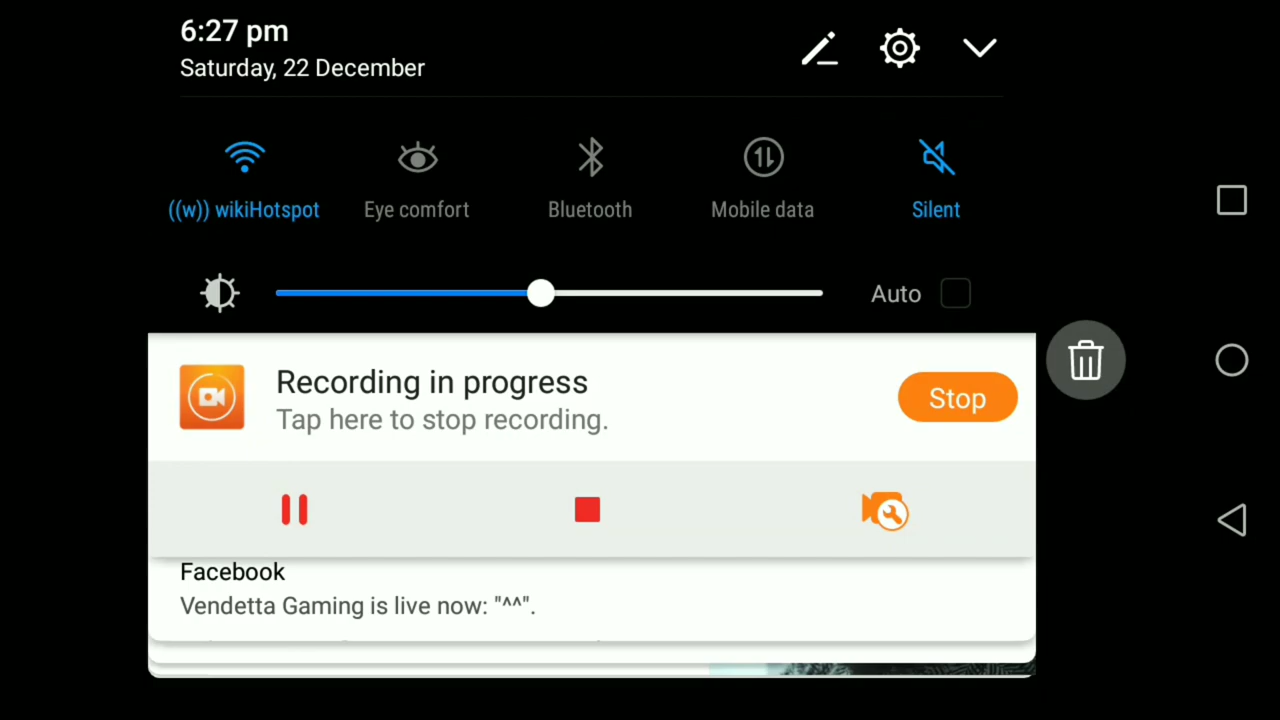 6:27 pm
Saturday, 22 December
((w)) wikiHotspot
Eye comfort
Bluetooth
Mobile data
Silent
Auto
Recording in progress
Tap here to stop recording.
Stop
Facebook
Vendetta Gaming is live now: "^^".